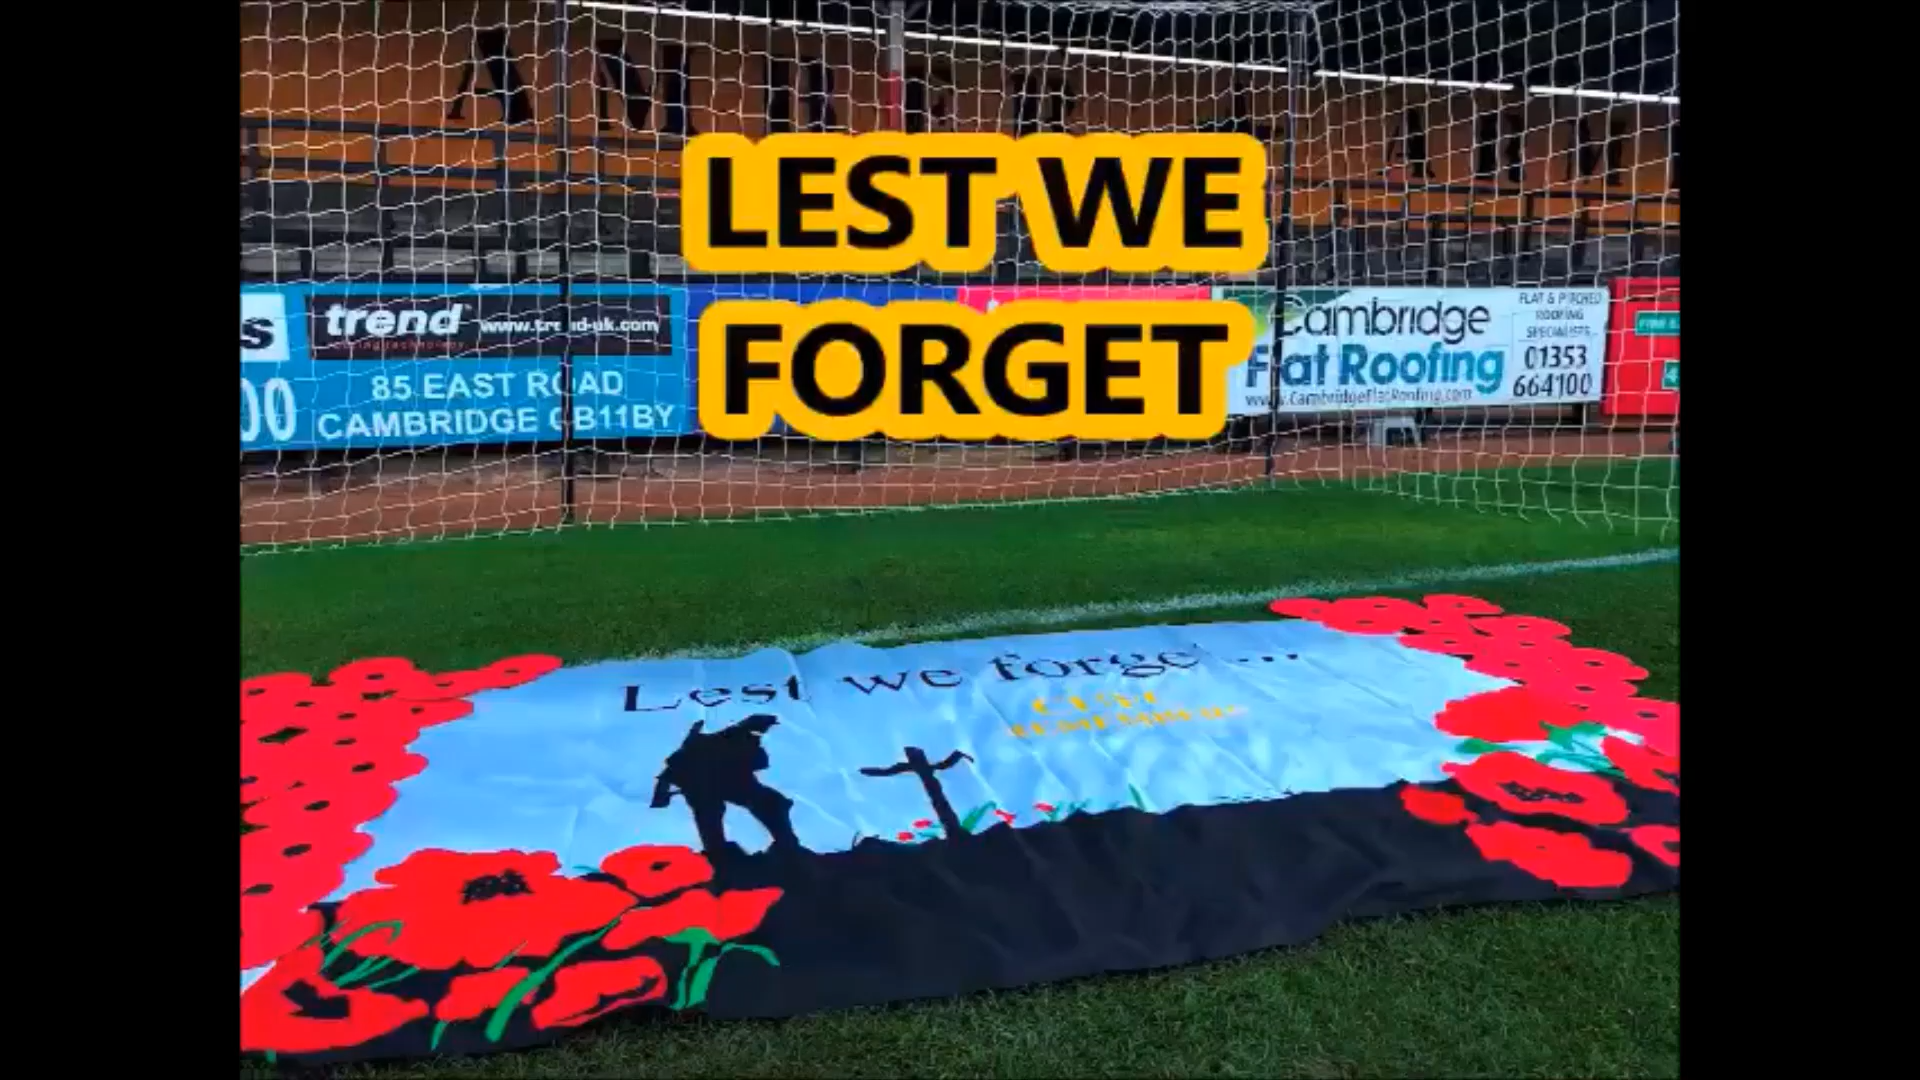 LEST WE
FORGET
s
trend www.trend-uk.com
00
85 EAST ROAD
CAMBRIDGE CB11BY
Cambridge
Flat Roofing
www.CambridgeFlatRoofing.com
FLAT & PITCHED
ROOFING
SPECIALISTS
01353
664100
Lest we forget ...